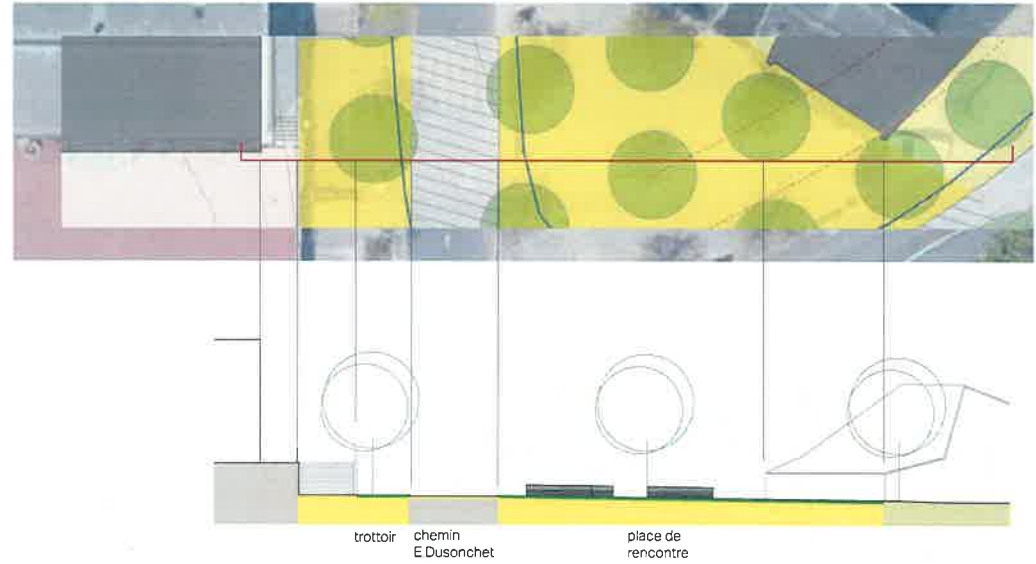 trottoir
chemin
E Dusonchet
place de
rencontre